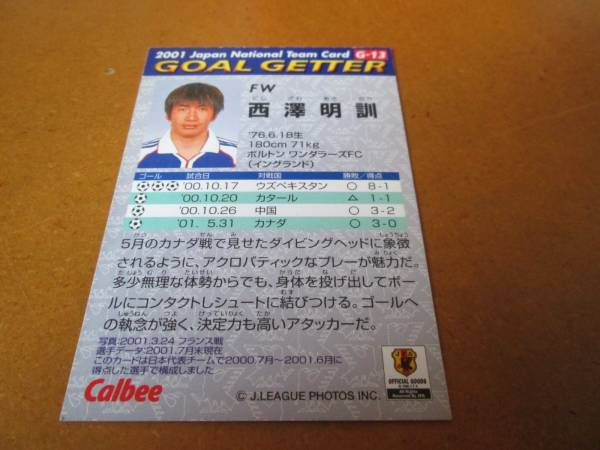 2001 Japan National Team Card G-13
GOAL GETTER
FW
にし ざわ あき のり
西 澤 明 訓
'76.6.18生
180cm 71kg
ボルトン ワンダラーズFC
(イングランド)
ゴール 試合日 対戦国 勝敗/得点
'00.10.17 ウズベキスタン ○ 8-1
'00.10.20 カタール △ 1-1
'00.10.26 中国 ○ 3-2
'01. 5.31 カナダ ○ 3-0
5月のカナダ戦で見せたダイビングヘッドに象徴
されるように、アクロバティックなプレーが魅力だ。
多少無理な体勢からでも、身体を投げ出してボー
ルにコンタクトしシュートに結びつける。ゴールへ
の執念が強く、決定力も高いアタッカーだ。
写真:2001.3.24 フランス戦
選手データ:2001.7月末現在
このカードは日本代表チームで2000.7月~2001.6月に
得点した選手で構成しました
Calbee
© J.LEAGUE PHOTOS INC.
OFFICIAL GOODS